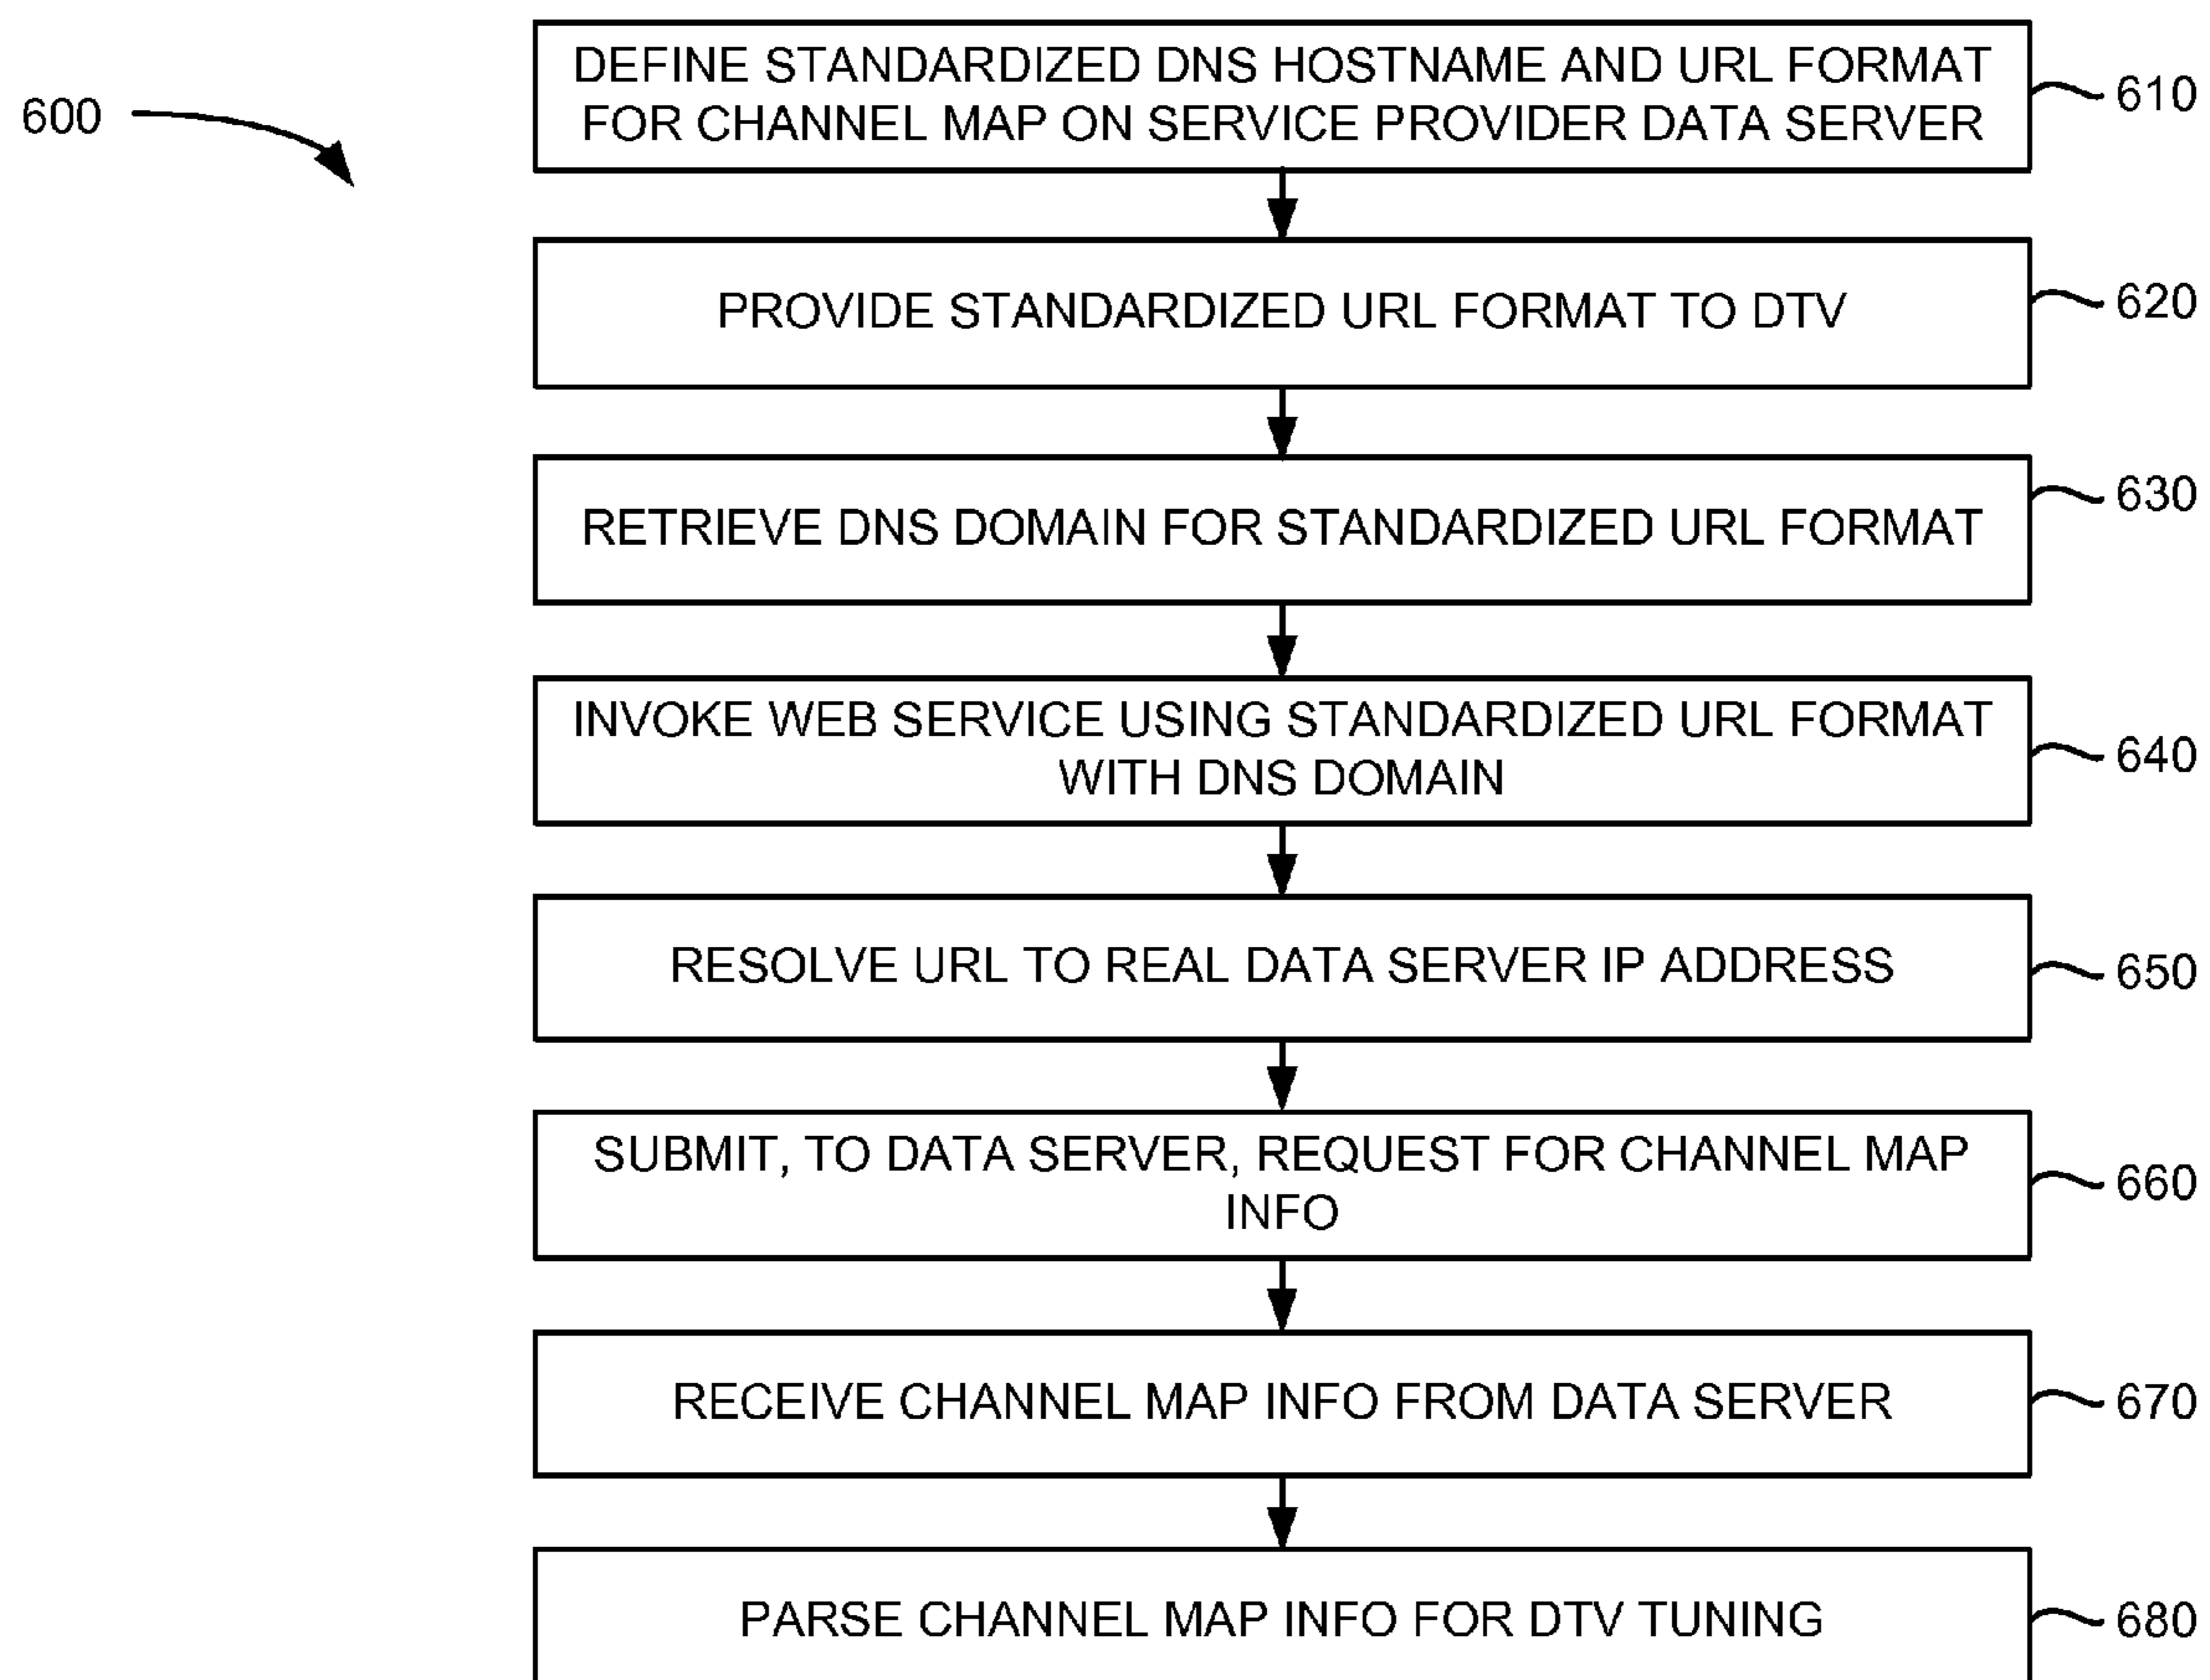 600
DEFINE STANDARDIZED DNS HOSTNAME AND URL FORMAT
FOR CHANNEL MAP ON SERVICE PROVIDER DATA SERVER
610
PROVIDE STANDARDIZED URL FORMAT TO DTV
620
RETRIEVE DNS DOMAIN FOR STANDARDIZED URL FORMAT
630
INVOKE WEB SERVICE USING STANDARDIZED URL FORMAT
WITH DNS DOMAIN
640
RESOLVE URL TO REAL DATA SERVER IP ADDRESS
650
SUBMIT, TO DATA SERVER, REQUEST FOR CHANNEL MAP
INFO
660
RECEIVE CHANNEL MAP INFO FROM DATA SERVER
670
PARSE CHANNEL MAP INFO FOR DTV TUNING
680